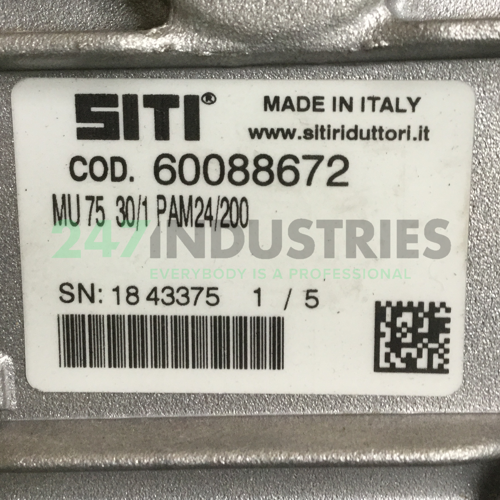 SITI® MADE IN ITALY
www.sitiriduttori.it
COD. 60088672
MU 75 30/1 PAM24/200
247INDUSTRIES
EVERYBODY IS A PROFESSIONAL
SN: 18 43375 1 / 5